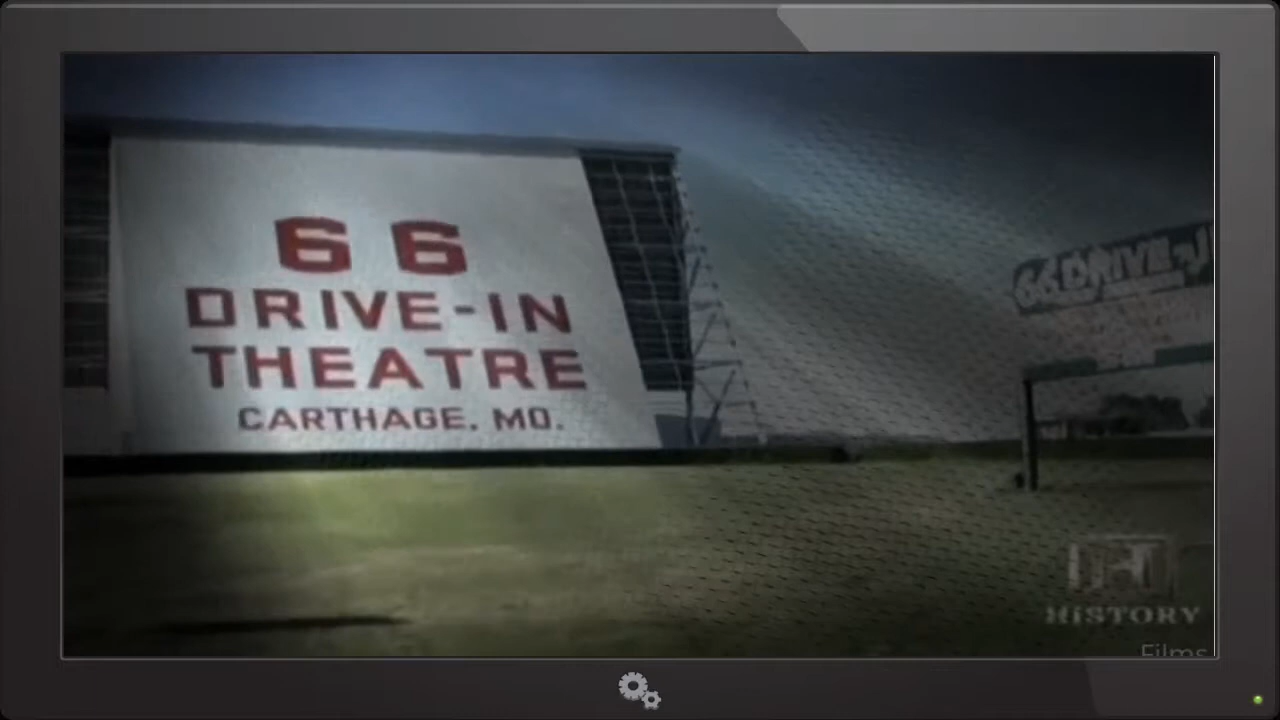 66
DRIVE-IN
THEATRE
CARTHAGE, MO.
66 DRIVE-
H
HISTORY
Films